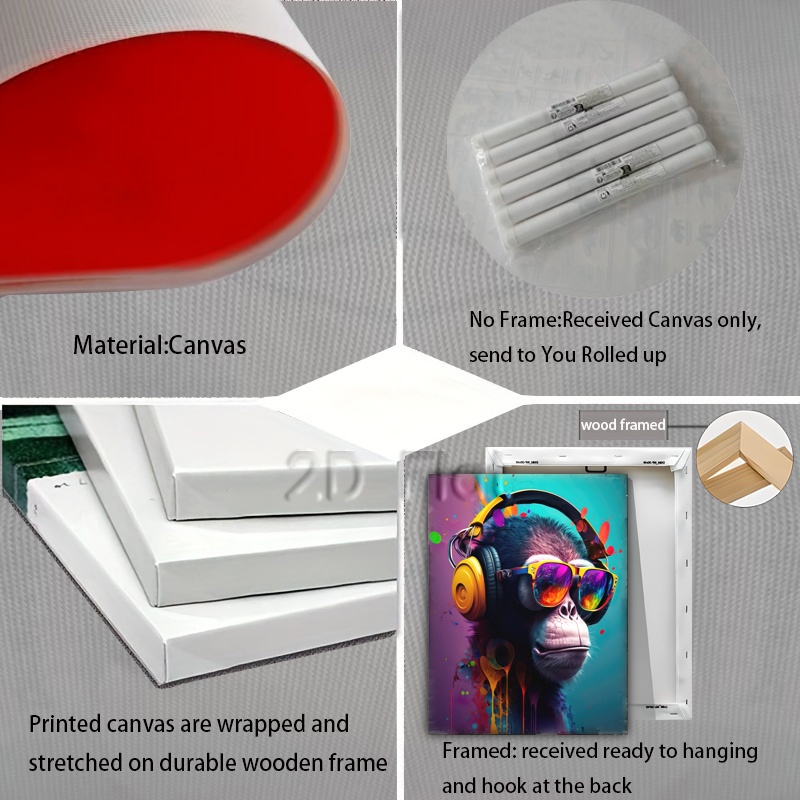 Material:Canvas
No Frame:Received Canvas only,
send to You Rolled up
wood framed
2D
Printed canvas are wrapped and
stretched on durable wooden frame
Framed: received ready to hanging
and hook at the back